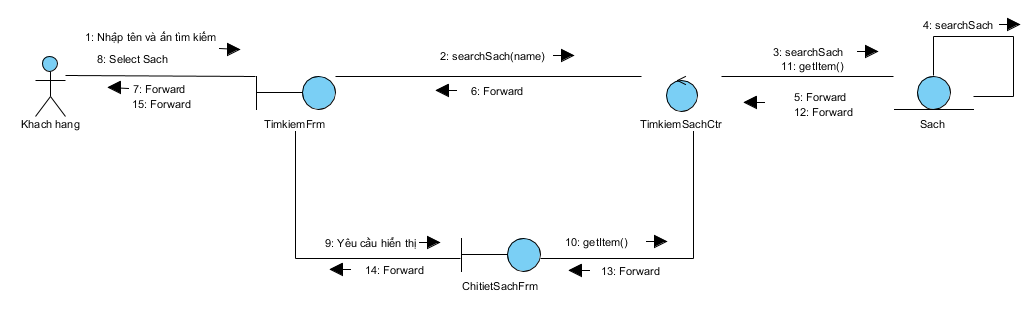 4: searchSach
1: Nhập tên và ấn tìm kiếm
8: Select Sach
2: searchSach(name)
3: searchSach
11: getItem()
7: Forward
15: Forward
6: Forward
5: Forward
12: Forward
Khach hang
TimkiemFrm
TimkiemSachCtr
Sach
9: Yêu cầu hiển thị
10: getItem()
14: Forward
13: Forward
ChitietSachFrm